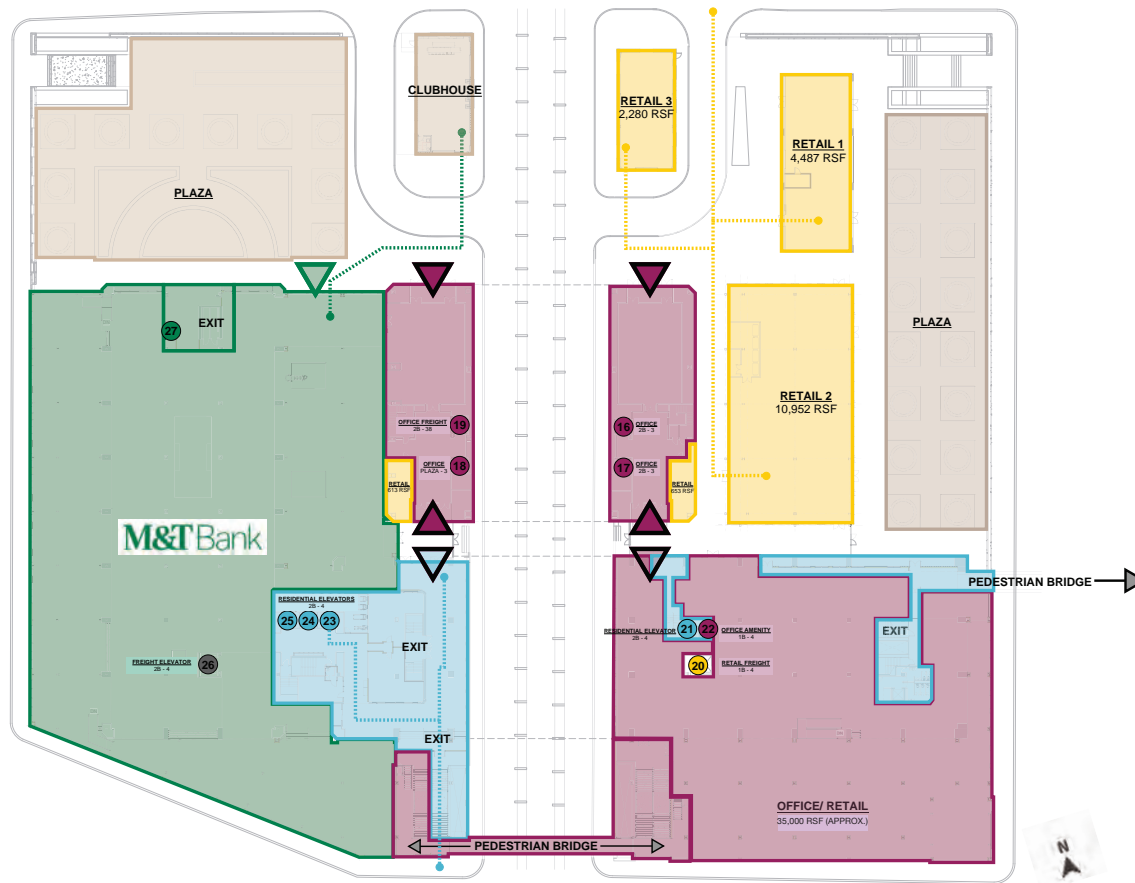 CLUBHOUSE
RETAIL 3
2,280 RSF
RETAIL 1
4,487 RSF
PLAZA
PLAZA
27
EXIT
RETAIL 2
10,952 RSF
OFFICE FREIGHT
2B - 38
19
16
OFFICE
2B - 3
OFFICE
PLAZA - 3
18
17
OFFICE
2B - 3
RETAIL
613 RSF
RETAIL
653 RSF
M&T Bank
PEDESTRIAN BRIDGE
RESIDENTIAL ELEVATORS
2B - 4
25
24
23
EXIT
RESIDENTIAL ELEVATOR
2B - 4
21
22
OFFICE AMENITY
1B - 4
EXIT
FREIGHT ELEVATOR
2B - 4
26
20
RETAIL FREIGHT
1B - 4
EXIT
OFFICE/ RETAIL
35,000 RSF (APPROX.)
PEDESTRIAN BRIDGE
N